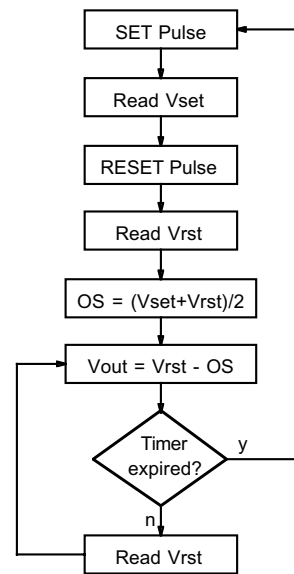 SET Pulse
Read Vset
RESET Pulse
Read Vrst
OS = (Vset+Vrst)/2
Vout = Vrst - OS
Timer
expired?
y
n
Read Vrst